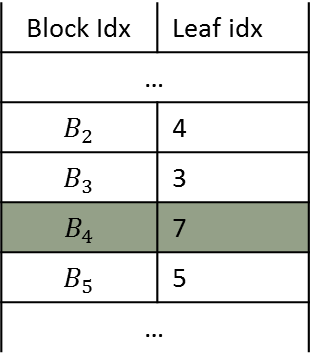 Block Idx Leaf idx
...
B₂ 4
B₃ 3
B₄ 7
B₅ 5
...